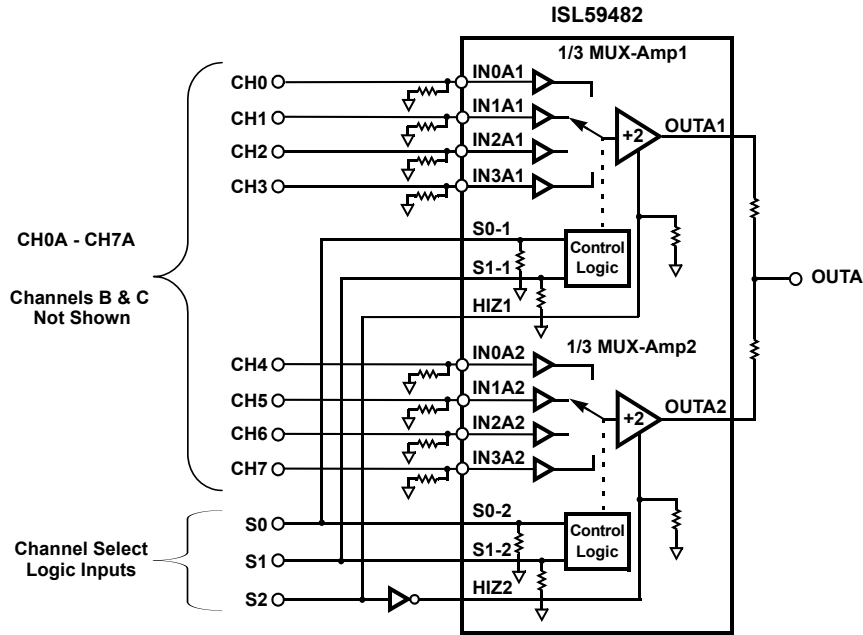 ISL59482
1/3 MUX-Amp1
CH0
IN0A1
CH1
IN1A1
+2
OUTA1
CH2
IN2A1
CH3
IN3A1
CH0A - CH7A
Channels B & C
Not Shown
S0-1
Control
Logic
S1-1
OUTA
HIZ1
1/3 MUX-Amp2
CH4
IN0A2
CH5
IN1A2
+2
OUTA2
CH6
IN2A2
CH7
IN3A2
Channel Select
Logic Inputs
S0
S0-2
Control
Logic
S1
S1-2
S2
HIZ2